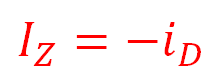 I_Z = −i_D